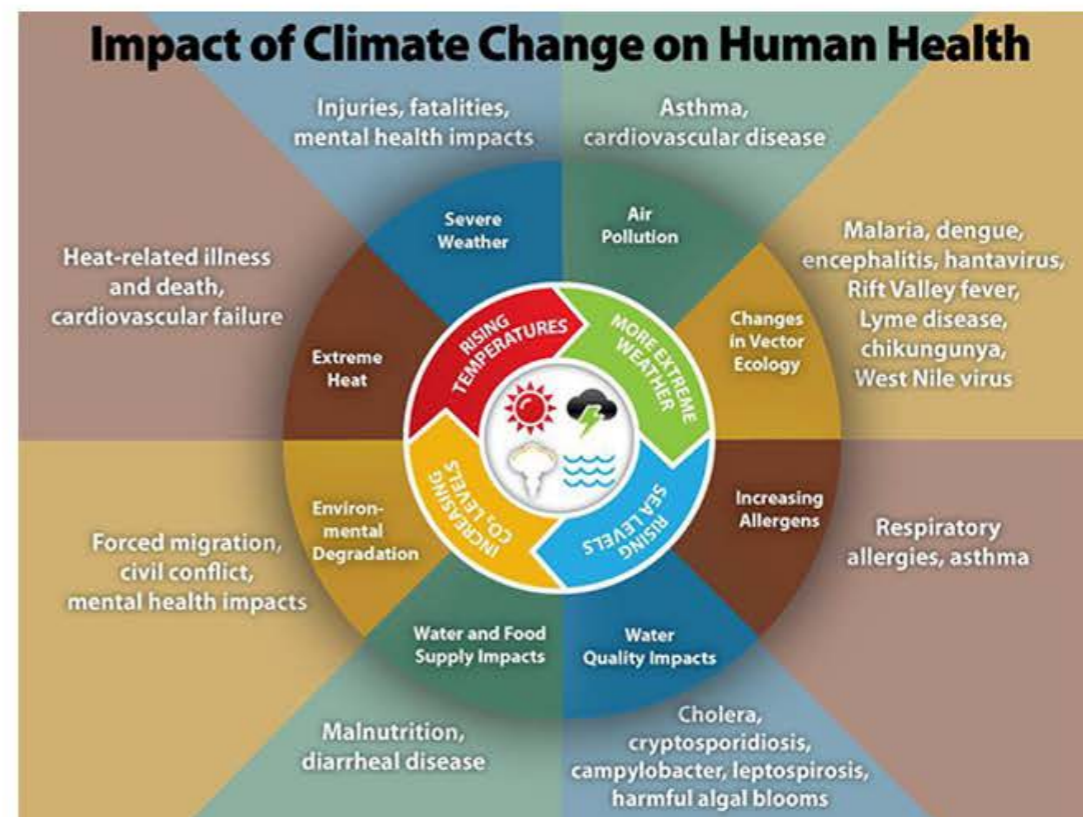 Impact of Climate Change on Human Health
Injuries, fatalities,
mental health impacts
Asthma,
cardiovascular disease
Severe
Weather
Air
Pollution
Heat-related illness
and death,
cardiovascular failure
Extreme
Heat
Malaria, dengue,
encephalitis, hantavirus,
Rift Valley fever,
Lyme disease,
chikungunya,
West Nile virus
Changes
in Vector
Ecology
RISING
TEMPERATURES
MORE EXTREME
WEATHER
INCREASING
CO₂ LEVELS
RISING
SEA LEVELS
Environ-
mental
Degradation
Increasing
Allergens
Forced migration,
civil conflict,
mental health impacts
Respiratory
allergies, asthma
Water and Food
Supply Impacts
Water
Quality Impacts
Malnutrition,
diarrheal disease
Cholera,
cryptosporidiosis,
campylobacter, leptospirosis,
harmful algal blooms